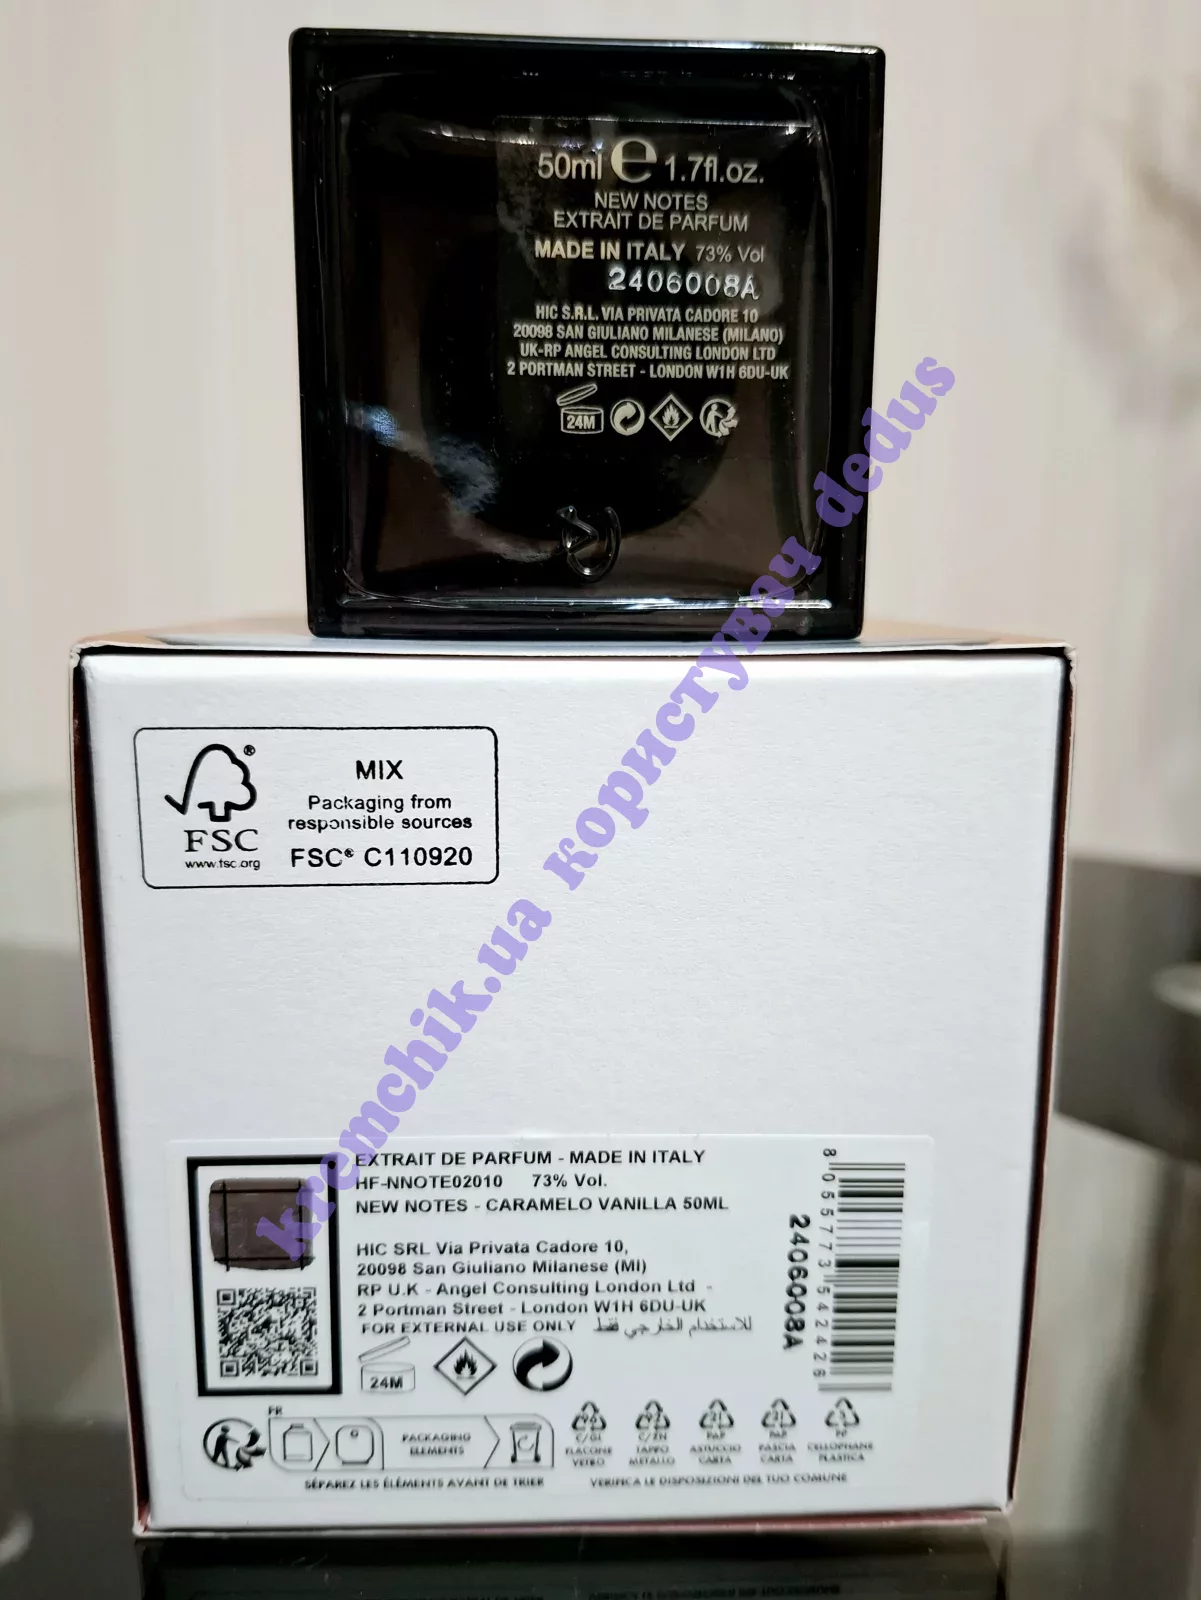 50ml e 1.7fl.oz.
NEW NOTES
EXTRAIT DE PARFUM
MADE IN ITALY 73% Vol
2406008A
HIC S.R.L. VIA PRIVATA CADORE 10
20098 SAN GIULIANO MILANESE (MILANO)
UK-RP ANGEL CONSULTING LONDON LTD
2 PORTMAN STREET - LONDON W1H 6DU-UK
24M
kremchik.ua користувач dedus
FSC
www.fsc.org
MIX
Packaging from
responsible sources
FSC® C110920
EXTRAIT DE PARFUM - MADE IN ITALY
HF-NNOTE02010 73% Vol.
NEW NOTES - CARAMELO VANILLA 50ML
HIC SRL Via Privata Cadore 10,
20098 San Giuliano Milanese (MI)
RP U.K - Angel Consulting London Ltd -
2 Portman Street - London W1H 6DU-UK
FOR EXTERNAL USE ONLY للاستخدام الخارجي فقط
24M
8 055773 542426
2406008A
FR
PACKAGING
ELEMENTS
SÉPAREZ LES ÉLÉMENTS AVANT DE TRIER
C/GL
FLACONE
VETRO
TAPPO
METALLO
21
PAP
ASTUCCIO
CARTA
21
PAP
FASCIA
CARTA
5
PP
CELLOPHANE
PLASTICA
VERIFICA LE DISPOSIZIONI DEL TUO COMUNE